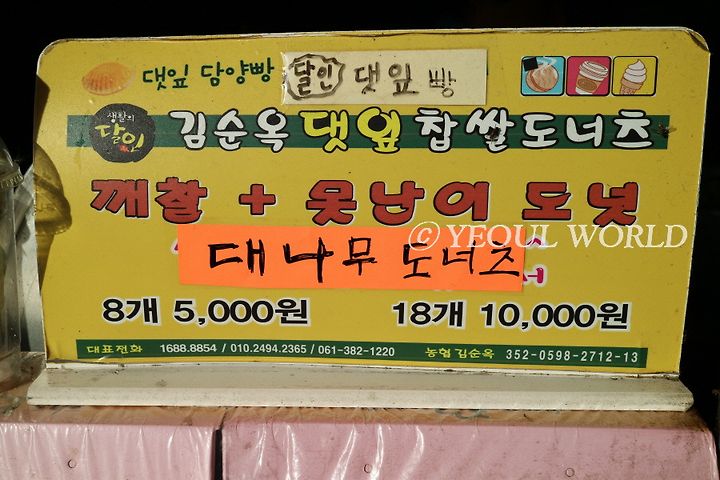 댓잎 담양빵 달인 댓잎 빵
생활의 달인 김순옥 댓잎 찹쌀도너츠
깨찰 + 못난이 도넛
© YEOUL WORLD
대나무 도너츠
8개 5,000원 18개 10,000원
대표전화 1688.8854 / 010.2494.2365 / 061-382-1220 농협 김순옥 352-0598-2712-13